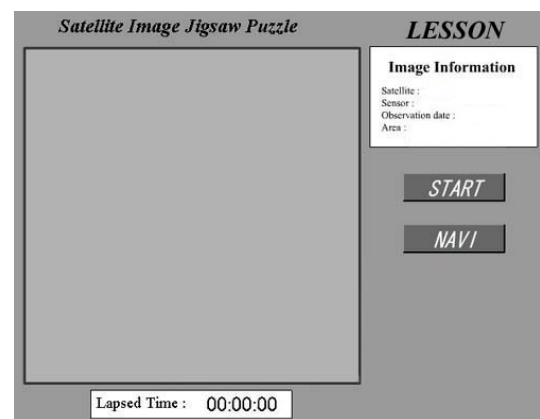 Satellite Image Jigsaw Puzzle
LESSON
Image Information
Satellite :
Sensor :
Observation date :
Area :
START
NAVI
Lapsed Time : 00:00:00